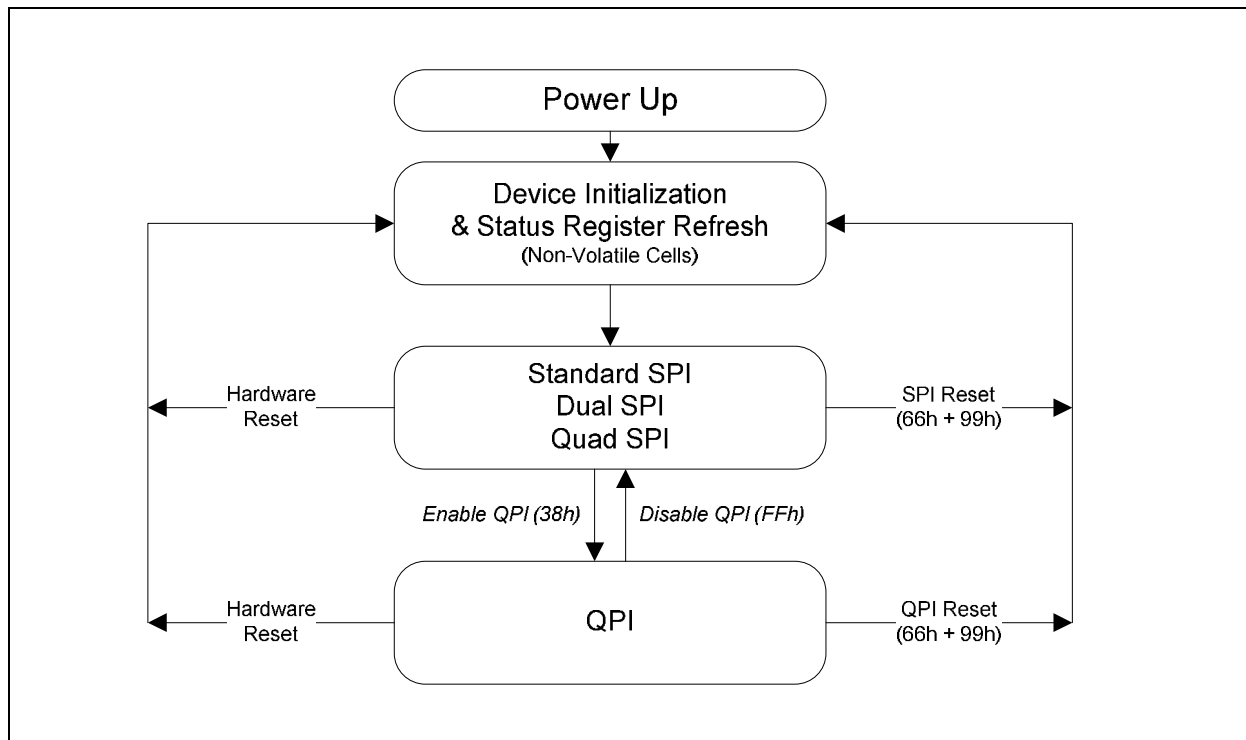 Power Up
Device Initialization
& Status Register Refresh
(Non-Volatile Cells)
Standard SPI
Dual SPI
Quad SPI
Hardware
Reset
SPI Reset
(66h + 99h)
Enable QPI (38h)
Disable QPI (FFh)
Hardware
Reset
QPI
QPI Reset
(66h + 99h)